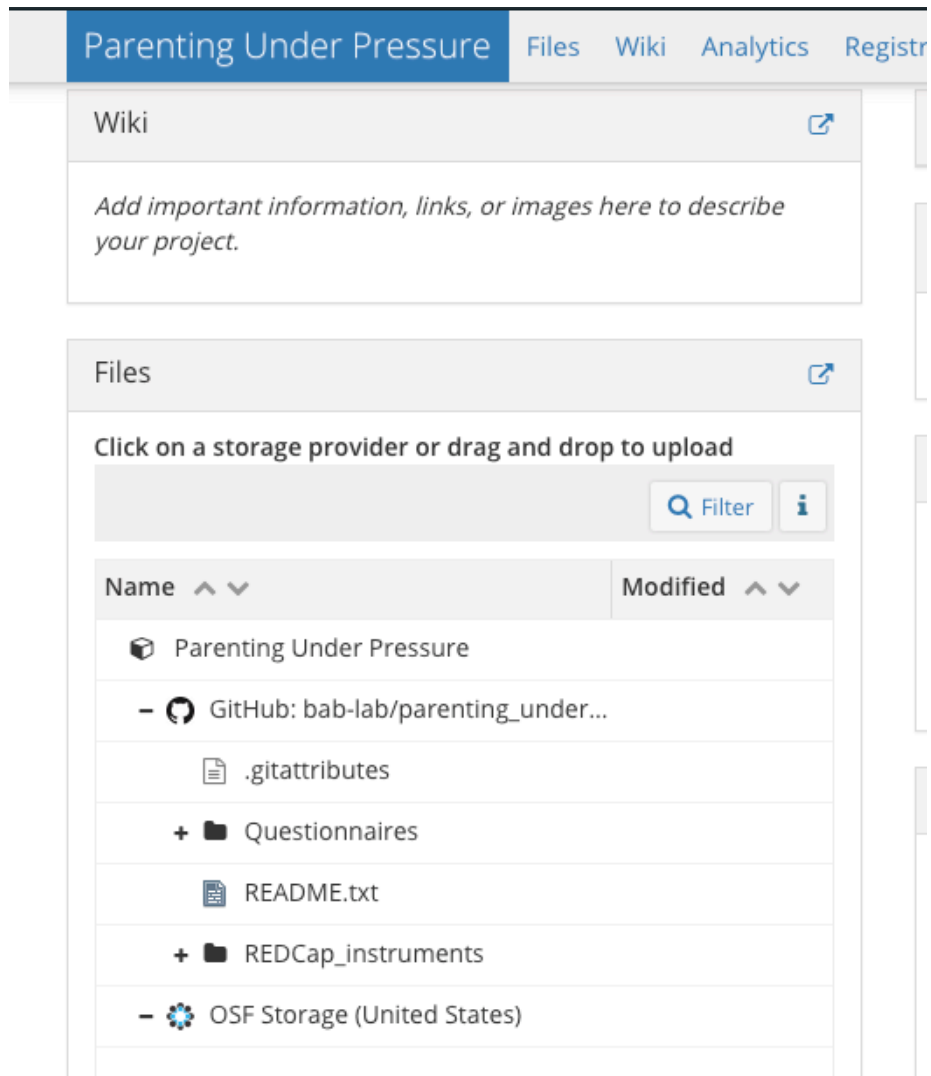 Parenting Under Pressure Files Wiki Analytics Registr
Wiki
Add important information, links, or images here to describe
your project.
Files
Click on a storage provider or drag and drop to upload
Filter i
Name Modified
Parenting Under Pressure
GitHub: bab-lab/parenting_under...
.gitattributes
Questionnaires
README.txt
REDCap_instruments
OSF Storage (United States)